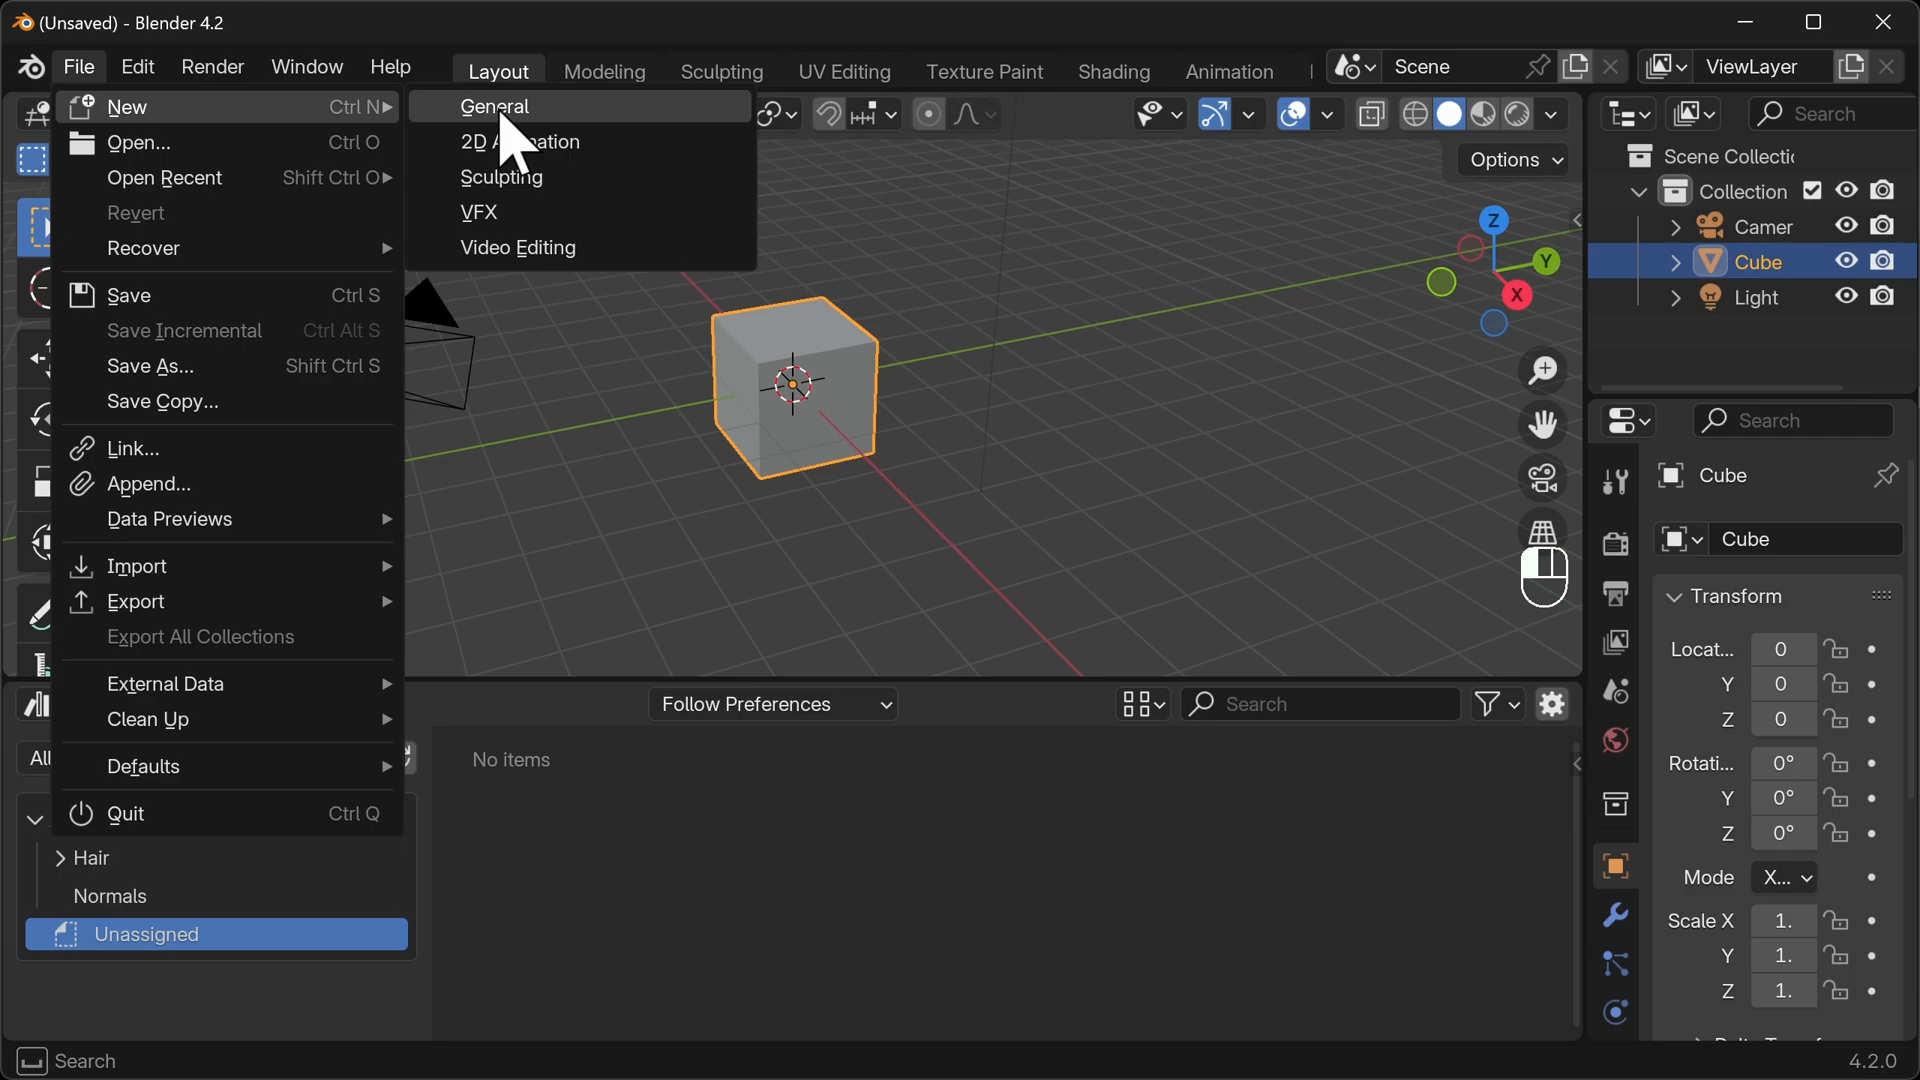 (Unsaved) - Blender 4.2
File Edit Render Window Help Layout Modeling Sculpting UV Editing Texture Paint Shading Animation Scene ViewLayer
New Ctrl N
Open... Ctrl O
Open Recent Shift Ctrl O
Revert
Recover
Save Ctrl S
Save Incremental Ctrl Alt S
Save As... Shift Ctrl S
Save Copy...
Link...
Append...
Data Previews
Import
Export
Export All Collections
External Data
Clean Up
Defaults
Quit Ctrl Q
General
2D
Sculpting
VFX
Video Editing
Options
Z
Y
X
Search
Scene Collectic
Collection
Camer
Cube
Light
Search
Cube
Cube
Transform
Locat... 0
Y 0
Z 0
Rotati... 0°
Y 0°
Z 0°
Mode X...
Scale X 1.
Y 1.
Z 1.
Follow Preferences Search
All
No items
Hair
Normals
Unassigned
Search 4.2.0